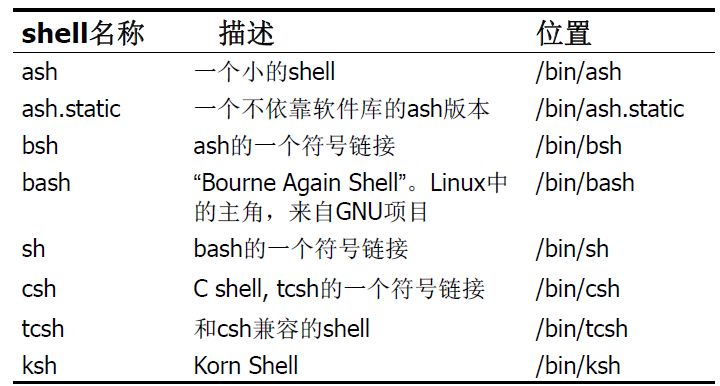 shell名称 描述 位置
ash 一个小的shell /bin/ash
ash.static 一个不依靠软件库的ash版本 /bin/ash.static
bsh ash的一个符号链接 /bin/bsh
bash “Bourne Again Shell”。Linux中 /bin/bash
的主角，来自GNU项目
sh bash的一个符号链接 /bin/sh
csh C shell, tcsh的一个符号链接 /bin/csh
tcsh 和csh兼容的shell /bin/tcsh
ksh Korn Shell /bin/ksh